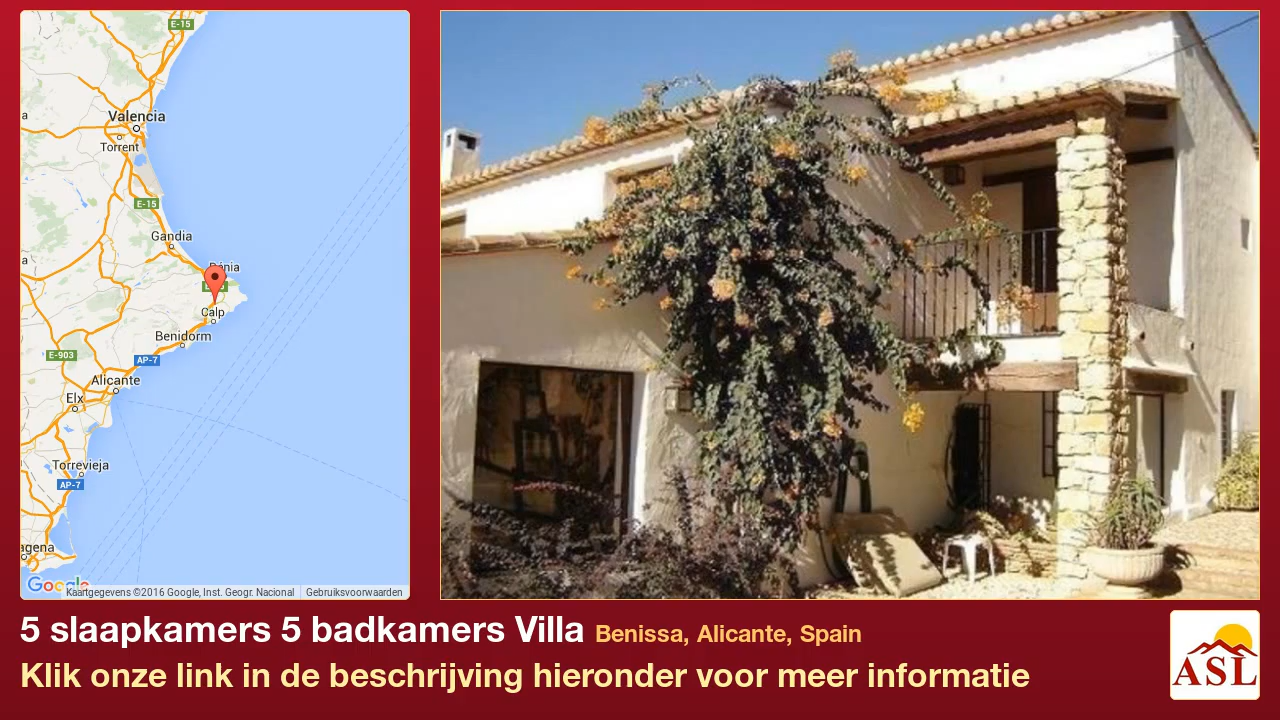 E-15
a
Valencia
Torrent
E-15
Gandia
a
Dénia
Calp
Benidorm
E-903
AP-7
Alicante
Elx
Torrevieja
AP-7
agena
Google
Kaartgegevens ©2016 Google, Inst. Geogr. Nacional
Gebruiksvoorwaarden
5 slaapkamers 5 badkamers Villa Benissa, Alicante, Spain
Klik onze link in de beschrijving hieronder voor meer informatie
ASL